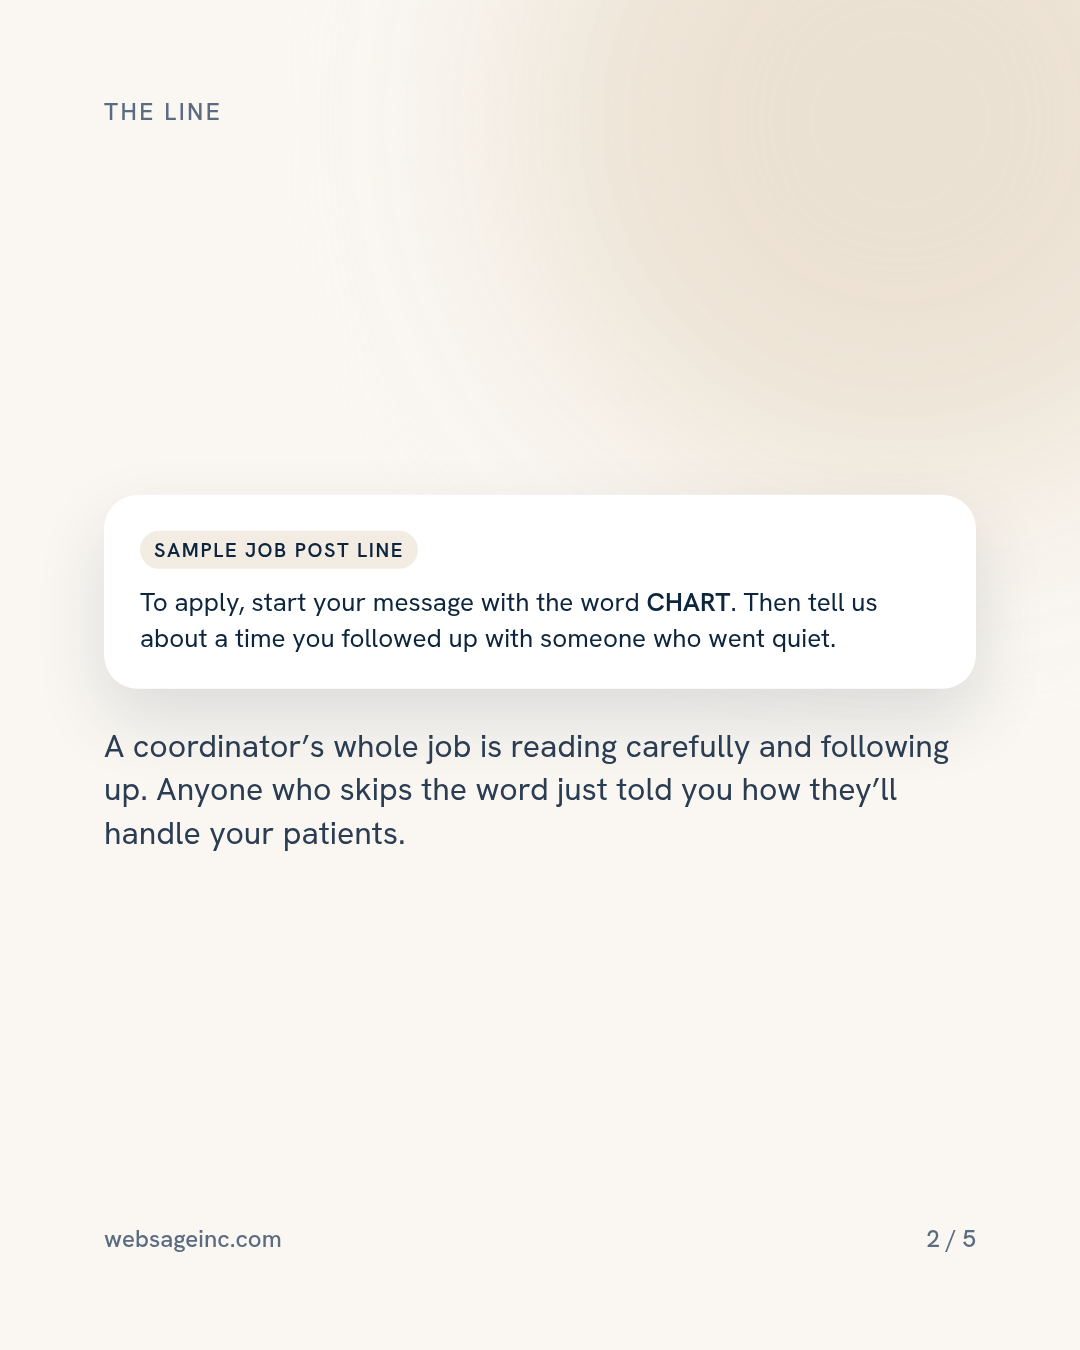 THE LINE
SAMPLE JOB POST LINE
To apply, start your message with the word CHART. Then tell us
about a time you followed up with someone who went quiet.
A coordinator’s whole job is reading carefully and following
up. Anyone who skips the word just told you how they’ll
handle your patients.
websageinc.com
2 / 5